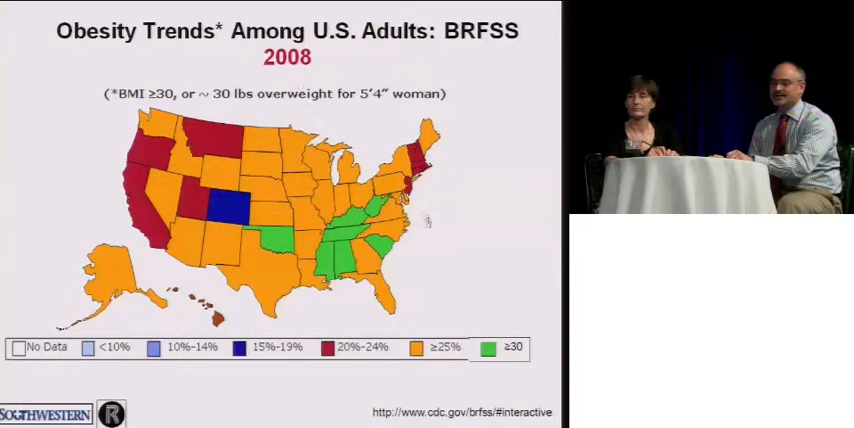 Obesity Trends* Among U.S. Adults: BRFSS
2008
(*BMI ≥30, or ~ 30 lbs overweight for 5'4" woman)
No Data <10% 10%-14% 15%-19% 20%-24% ≥25% ≥30
SOUTHWESTERN R
http://www.cdc.gov/brfss/#interactive